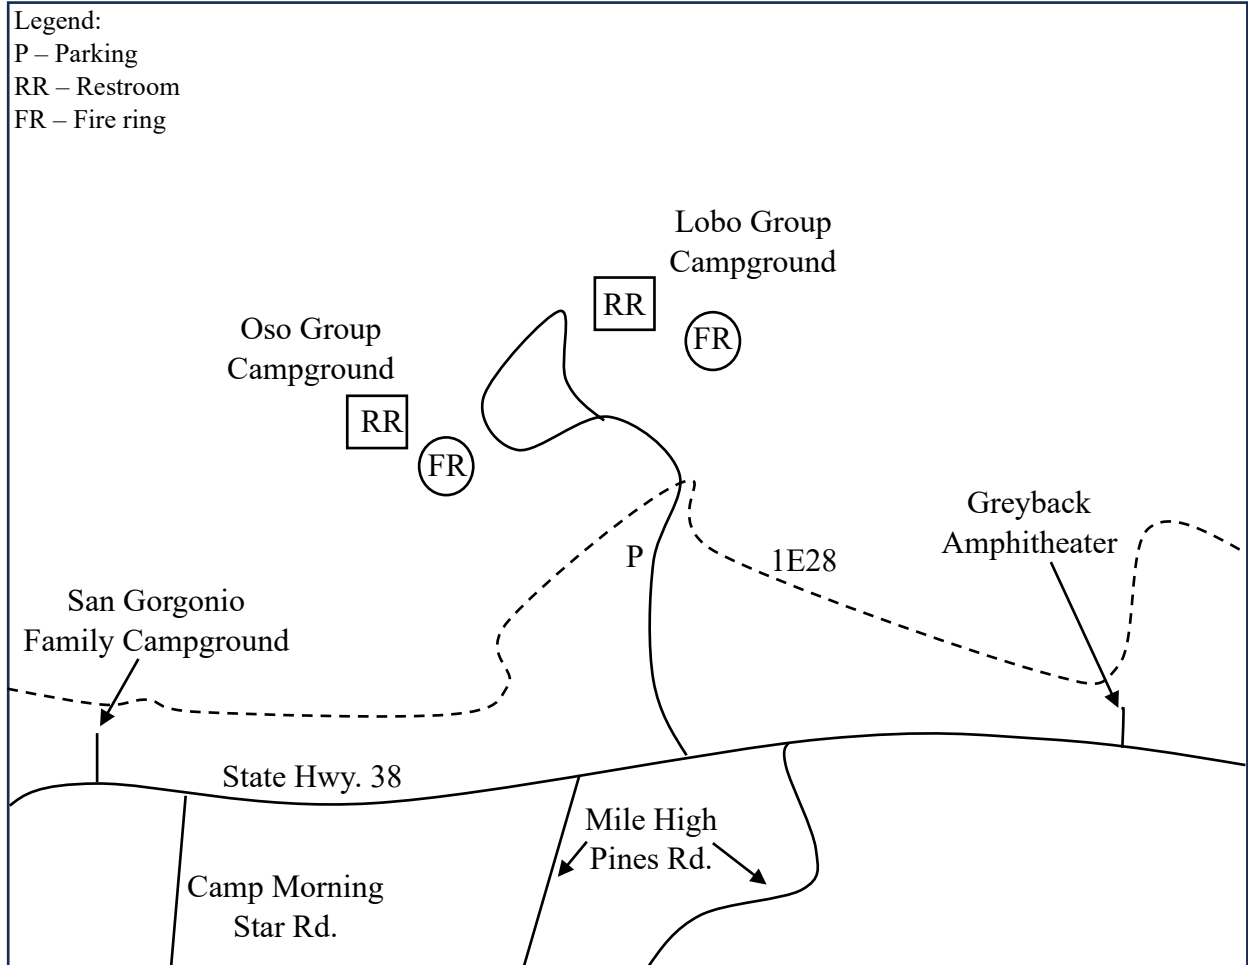 Legend:
P – Parking
RR – Restroom
FR – Fire ring
Lobo Group
Campground
RR
FR
Oso Group
Campground
RR
FR
Greyback
Amphitheater
P
1E28
San Gorgonio
Family Campground
State Hwy. 38
Mile High
Pines Rd.
Camp Morning
Star Rd.